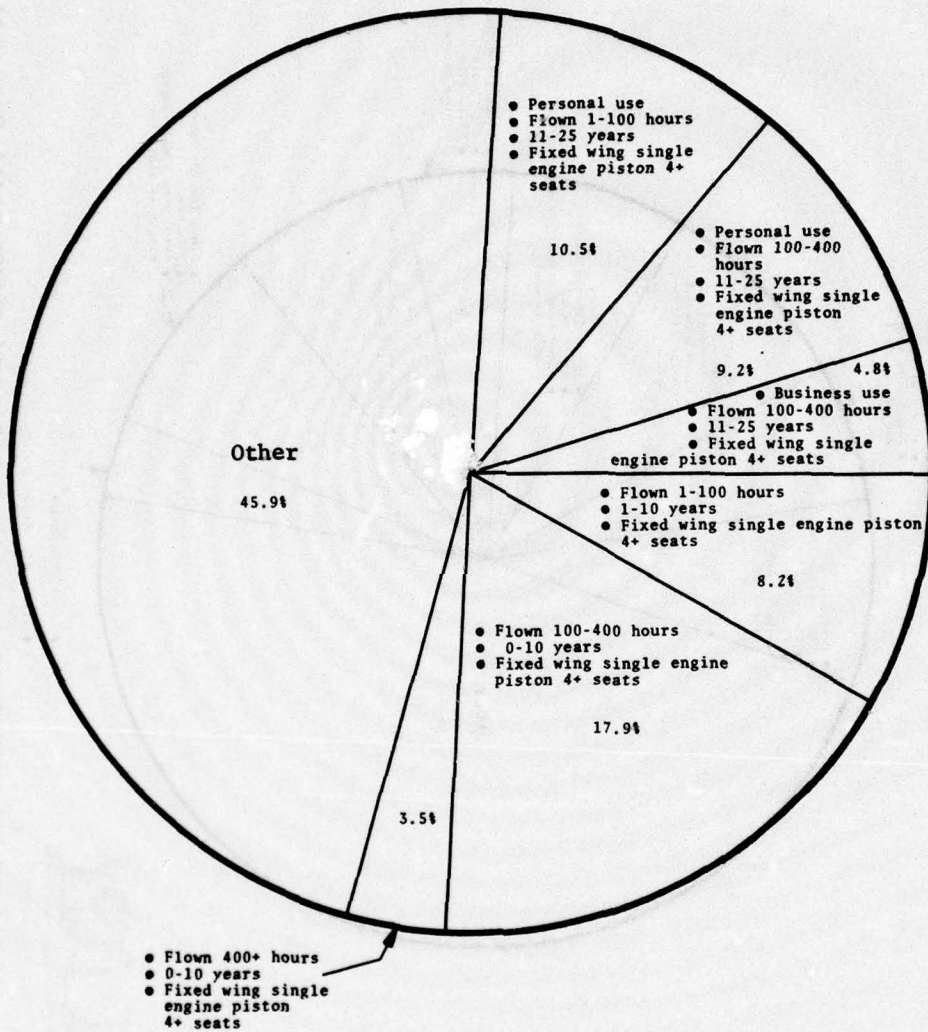 ● Personal use
● Flown 1-100 hours
● 11-25 years
● Fixed wing single
engine piston 4+
seats
10.5%
● Personal use
● Flown 100-400
hours
● 11-25 years
● Fixed wing single
engine piston
4+ seats
9.2%
4.8%
● Business use
● Flown 100-400 hours
● 11-25 years
● Fixed wing single
engine piston 4+ seats
Other
45.9%
● Flown 1-100 hours
● 1-10 years
● Fixed wing single engine piston
4+ seats
8.2%
● Flown 100-400 hours
● 0-10 years
● Fixed wing single engine
piston 4+ seats
17.9%
3.5%
● Flown 400+ hours
● 0-10 years
● Fixed wing single
engine piston
4+ seats